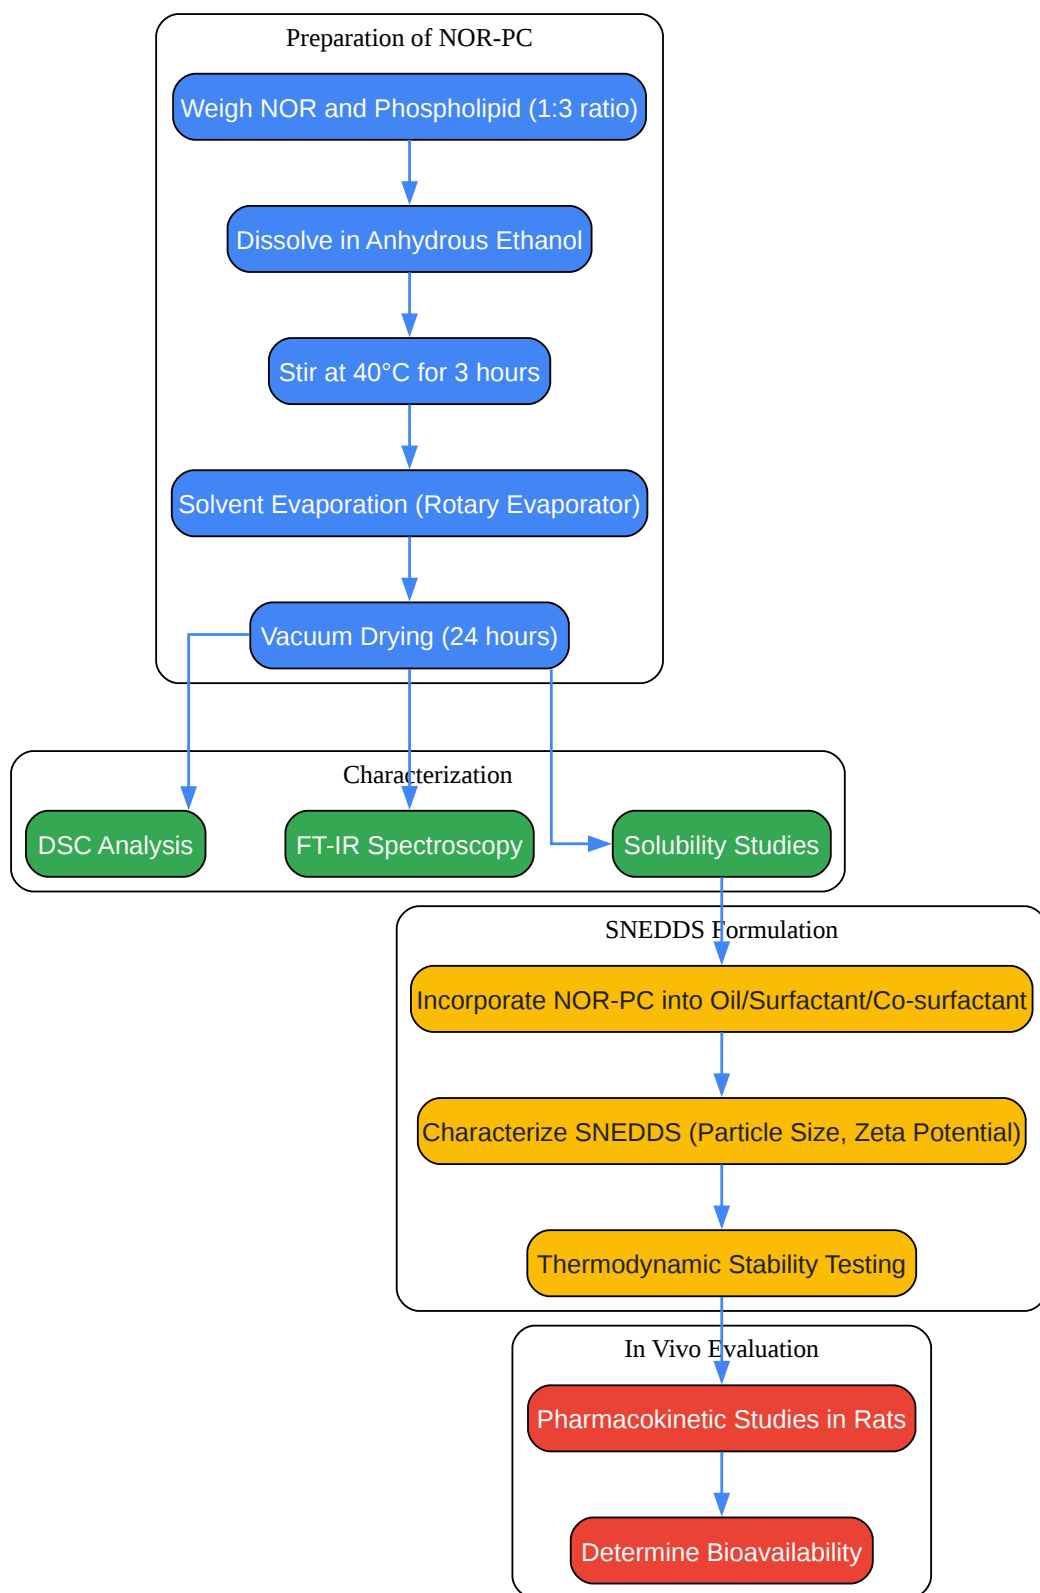 Preparation of NOR-PC
Weigh NOR and Phospholipid (1:3 ratio)
Dissolve in Anhydrous Ethanol
Stir at 40°C for 3 hours
Solvent Evaporation (Rotary Evaporator)
Vacuum Drying (24 hours)
Characterization
DSC Analysis
FT-IR Spectroscopy
Solubility Studies
SNEDDS Formulation
Incorporate NOR-PC into Oil/Surfactant/Co-surfactant
Characterize SNEDDS (Particle Size, Zeta Potential)
Thermodynamic Stability Testing
In Vivo Evaluation
Pharmacokinetic Studies in Rats
Determine Bioavailability